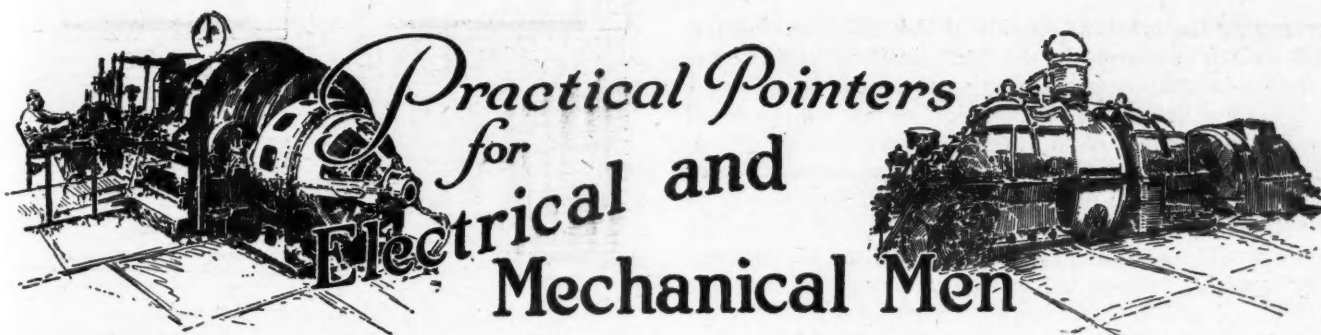 Practical Pointers
for
Electrical and
Mechanical Men